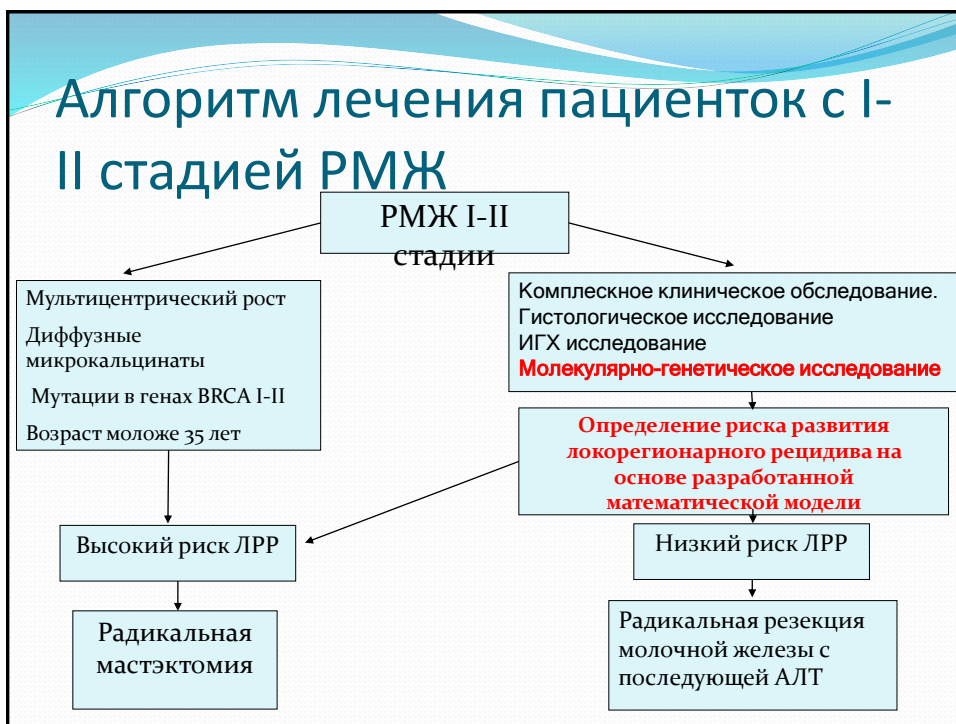 Алгоритм лечения пациенток с I-
II стадией РМЖ
РМЖ I-II
стадии
Мультицентрический рост
Диффузные
микрокальцинаты
Мутации в генах BRCA I-II
Возраст моложе 35 лет
Комплескное клиническое обследование.
Гистологическое исследование
ИГХ исследование
Молекулярно-генетическое исследование
Определение риска развития
локорегионарного рецидива на
основе разработанной
математической модели
Высокий риск ЛРР
Низкий риск ЛРР
Радикальная
мастэктомия
Радикальная резекция
молочной железы с
последующей АЛТ